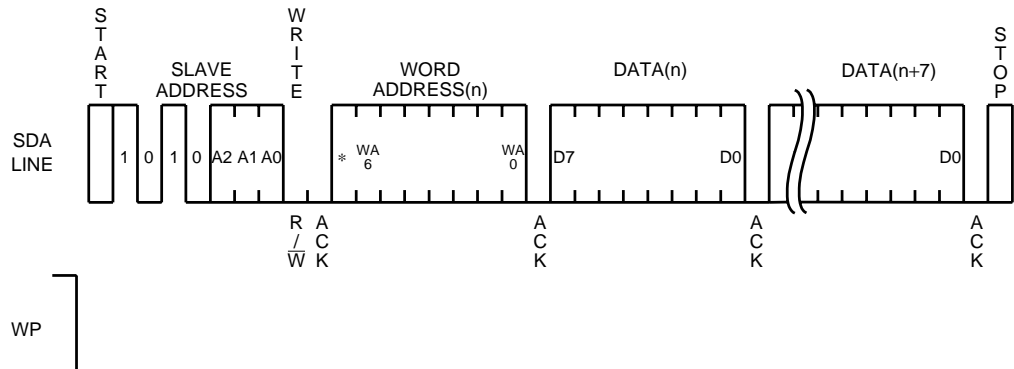 START
SLAVE
ADDRESS
WRITE
WORD
ADDRESS(n)
DATA(n)
DATA(n+7)
STOP
SDA
LINE
1 0 1 0 A2 A1 A0
* WA
6
WA
0
D7 D0
D0
R/W
ACK
ACK
ACK
ACK
WP